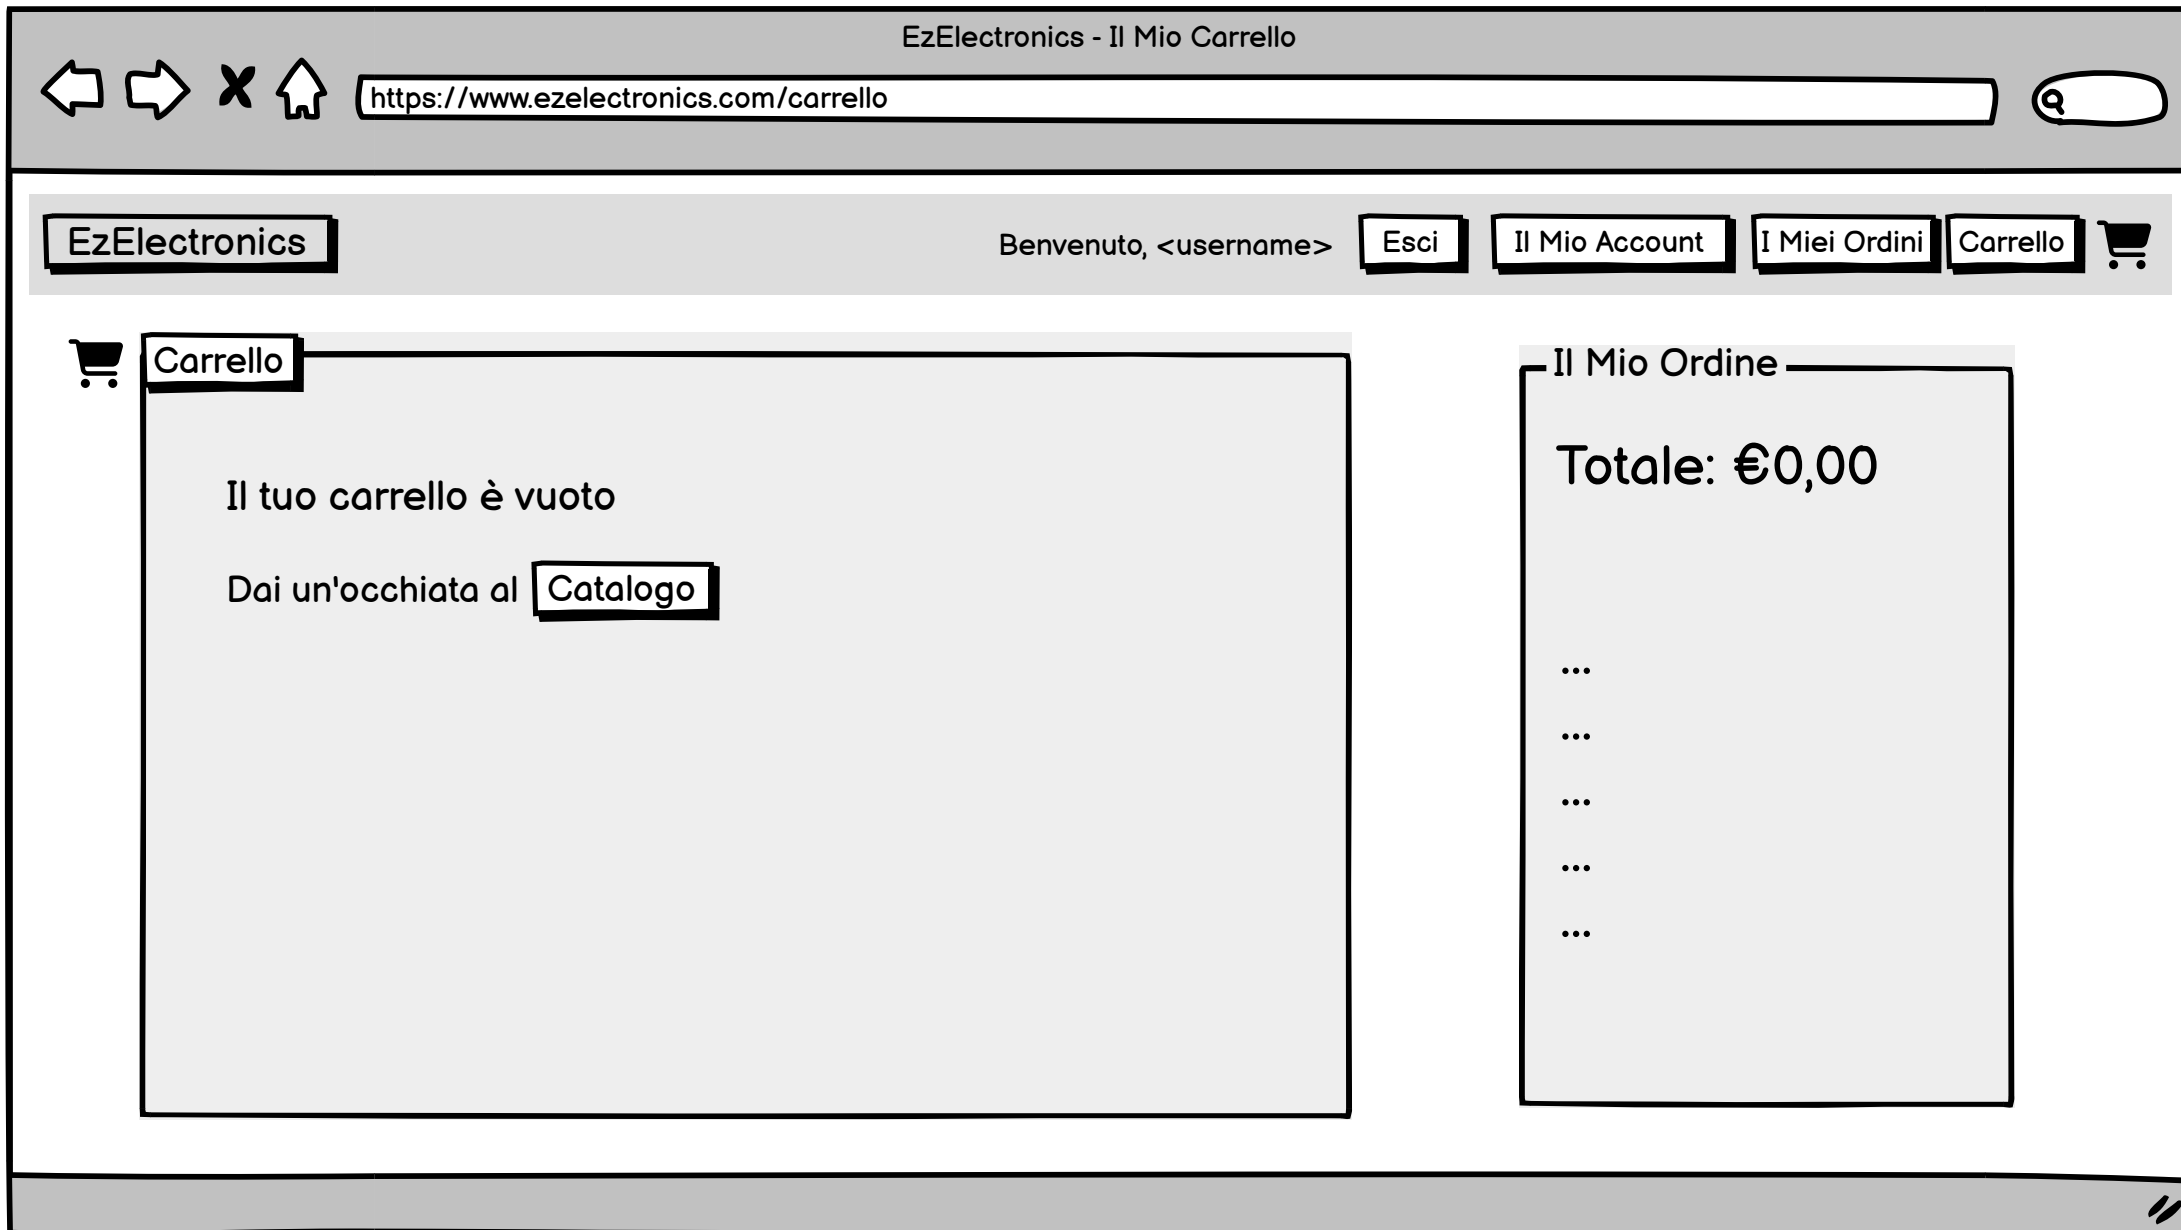 EzElectronics - Il Mio Carrello
https://www.ezelectronics.com/carrello
EzElectronics
Benvenuto, <username>
Esci
Il Mio Account
I Miei Ordini
Carrello
Carrello
Il tuo carrello è vuoto
Dai un'occhiata al Catalogo
Il Mio Ordine
Totale: €0,00
...
...
...
...
...